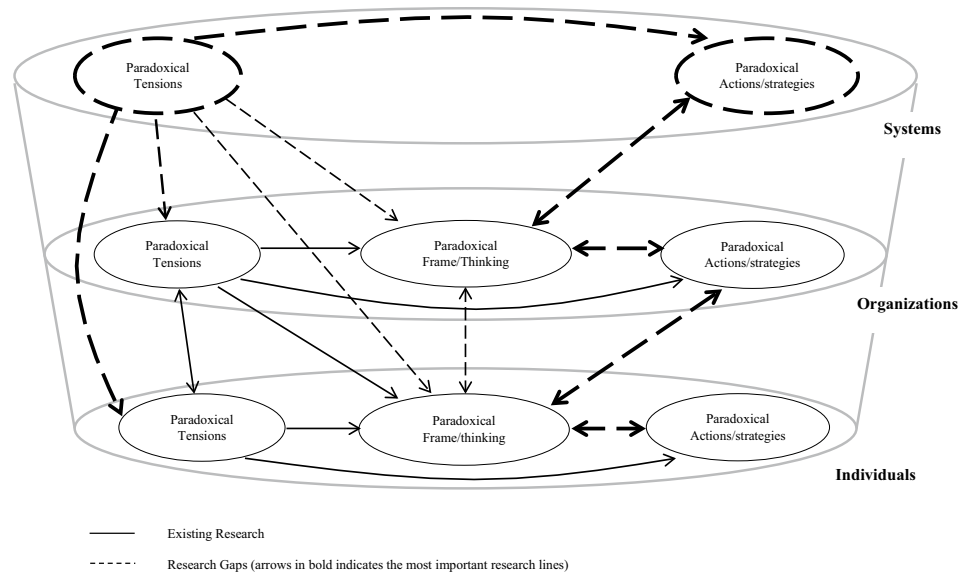 Paradoxical
Tensions
Paradoxical
Actions/strategies
Systems
Paradoxical
Tensions
Paradoxical
Frame/Thinking
Paradoxical
Actions/strategies
Organizations
Paradoxical
Tensions
Paradoxical
Frame/thinking
Paradoxical
Actions/strategies
Individuals
Existing Research
Research Gaps (arrows in bold indicates the most important research lines)